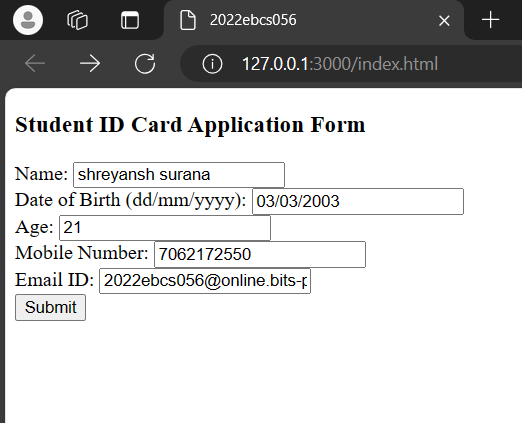 2022ebcs056
127.0.0.1:3000/index.html
Student ID Card Application Form
Name: shreyansh surana
Date of Birth (dd/mm/yyyy): 03/03/2003
Age: 21
Mobile Number: 7062172550
Email ID: 2022ebcs056@online.bits-p
Submit